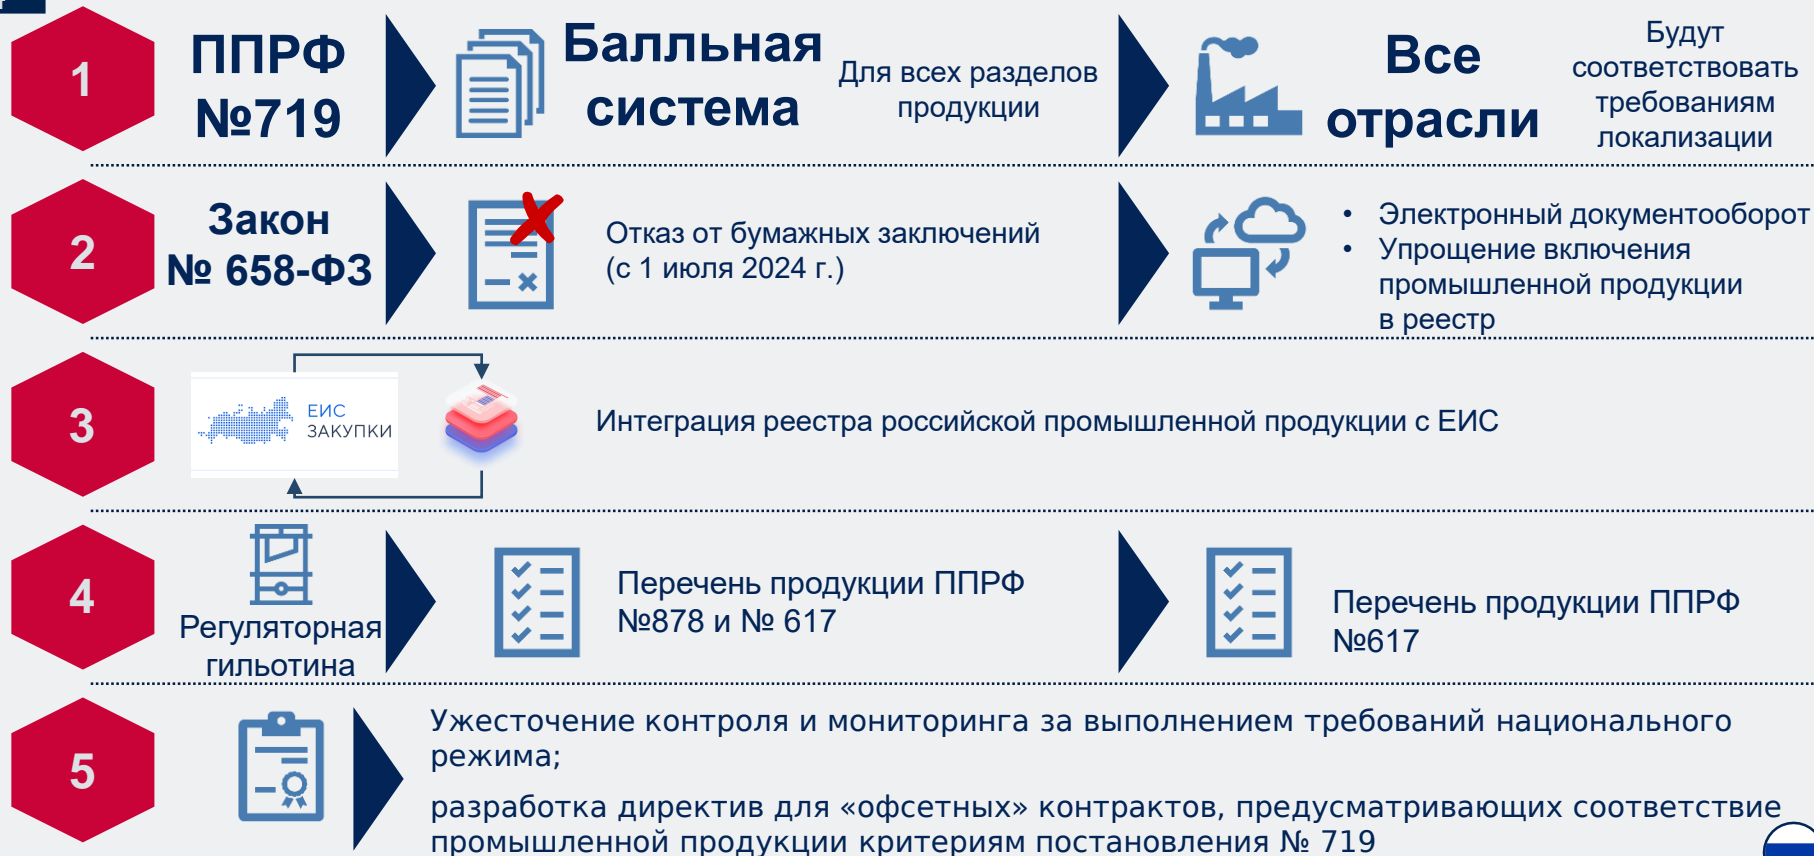 1
ППРФ
№719
Балльная
система
Для всех разделов
продукции
Все
отрасли
Будут
соответствовать
требованиям
локализации
2
Закон
№ 658-ФЗ
Отказ от бумажных заключений
(с 1 июля 2024 г.)
• Электронный документооборот
• Упрощение включения
промышленной продукции
в реестр
3
ЕИС
ЗАКУПКИ
Интеграция реестра российской промышленной продукции с ЕИС
4
Регуляторная
гильотина
Перечень продукции ППРФ
№878 и № 617
Перечень продукции ППРФ
№617
5
Ужесточение контроля и мониторинга за выполнением требований национального
режима;
разработка директив для «офсетных» контрактов, предусматривающих соответствие
промышленной продукции критериям постановления № 719